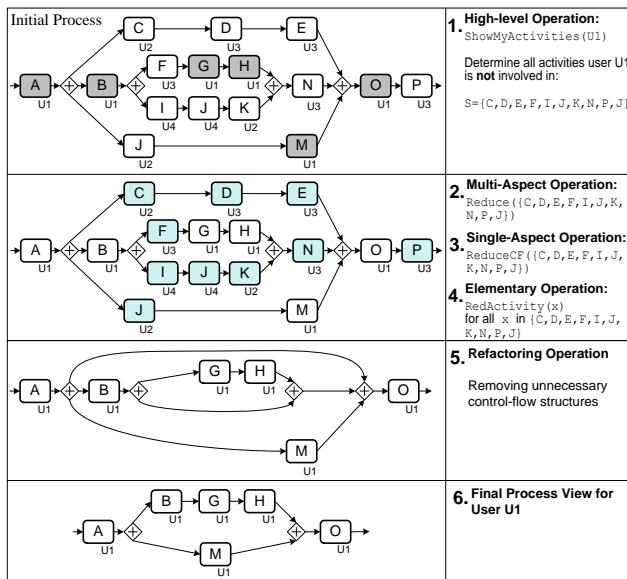 Initial Process
C
U2
D
U3
E
U3
F
U3
G
U1
H
U1
A
U1
B
U1
I
U4
J
U4
K
U2
N
U3
O
U1
P
U3
J
U2
M
U1
1. High-level Operation:
ShowMyActivities(U1)
Determine all activities user U1
is not involved in:
S={C,D,E,F,I,J,K,N,P,J}
C
U2
D
U3
E
U3
F
U3
G
U1
H
U1
A
U1
B
U1
I
U4
J
U4
K
U2
N
U3
O
U1
P
U3
J
U2
M
U1
2. Multi-Aspect Operation:
Reduce({C,D,E,F,I,J,K,
N,P,J})
3. Single-Aspect Operation:
ReduceCF({C,D,E,F,I,J,
K,N,P,J})
4. Elementary Operation:
RedActivity(x)
for all x in {C,D,E,F,I,J,
K,N,P,J}
A
U1
B
U1
G
U1
H
U1
O
U1
M
U1
5. Refactoring Operation
Removing unnecessary
control-flow structures
B
U1
G
U1
H
U1
A
U1
O
U1
M
U1
6. Final Process View for
User U1